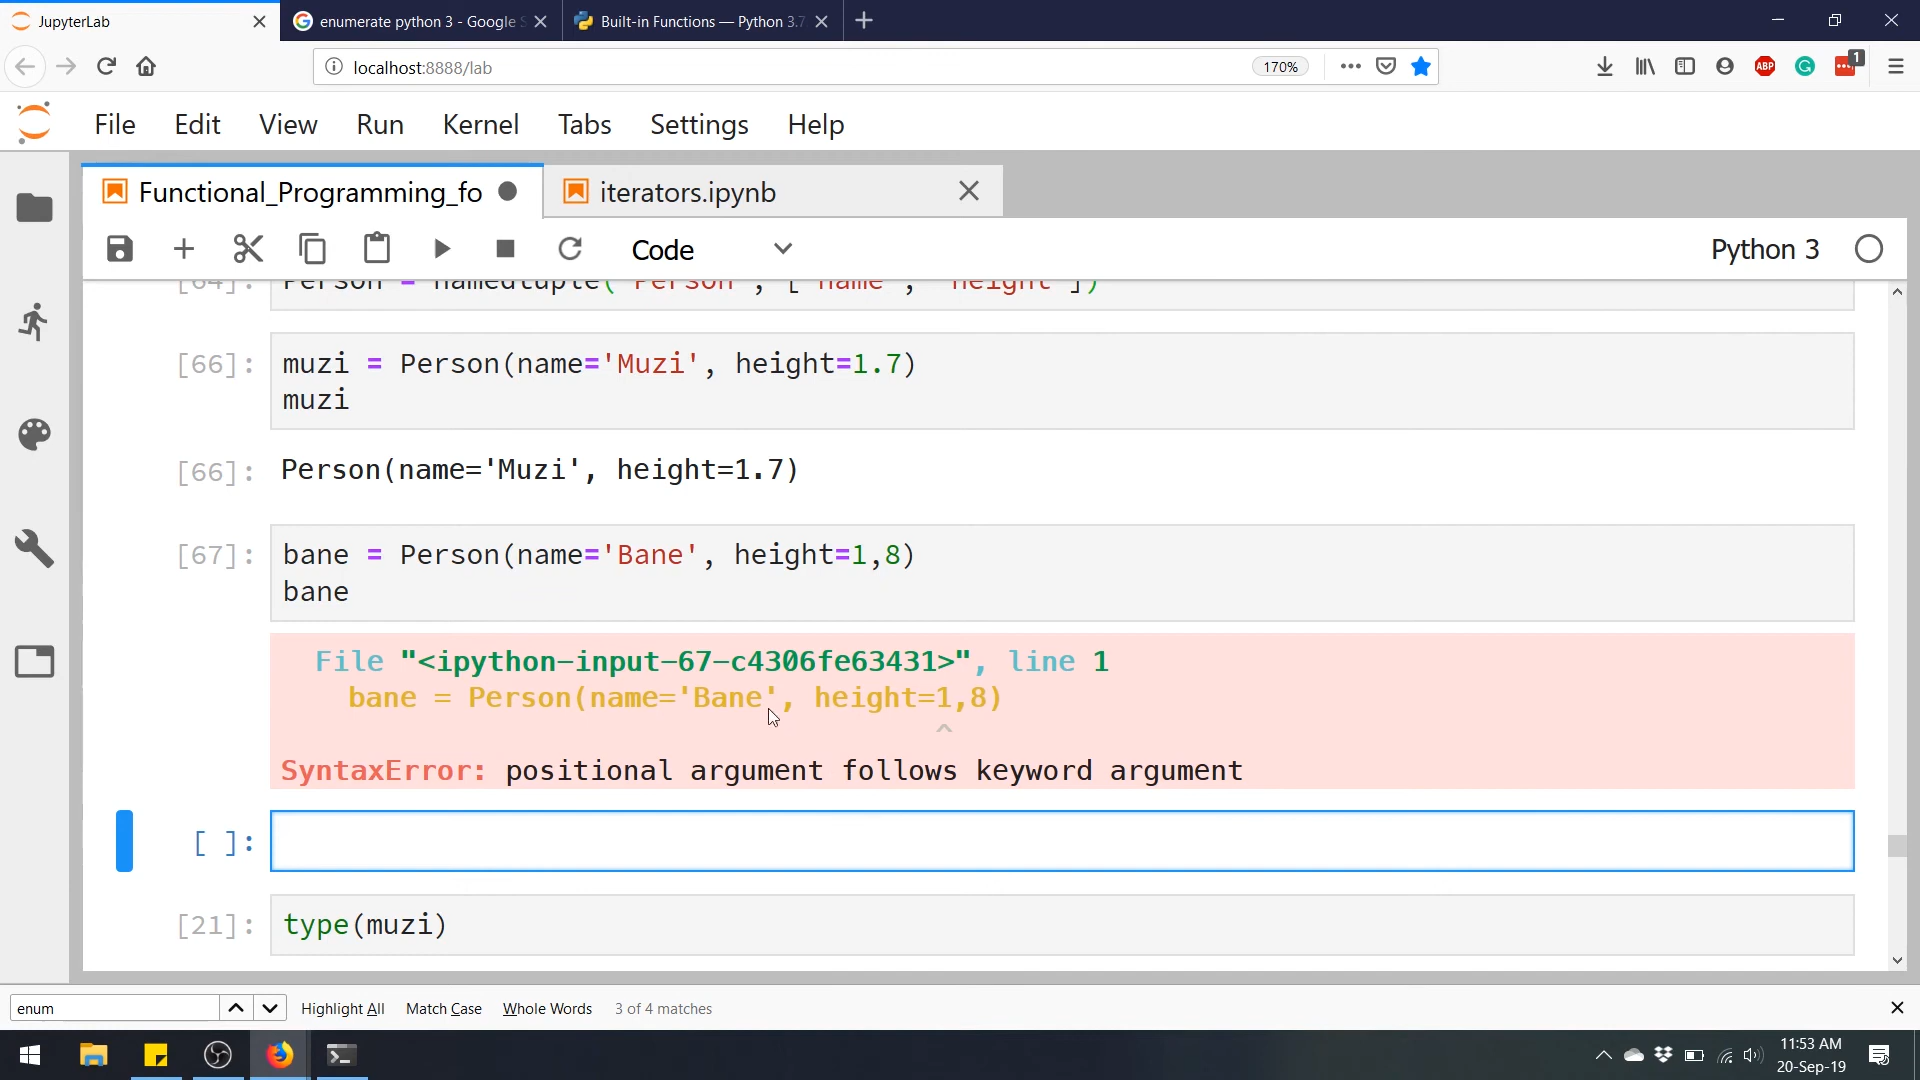 JupyterLab
enumerate python 3 - Google S
Built-in Functions — Python 3.7
localhost:8888/lab
170%
ABP
1
File Edit View Run Kernel Tabs Settings Help
Functional_Programming_fo
iterators.ipynb
Code
Python 3
[64]: Person = namedtuple('Person', ['name', 'height'])
[66]: muzi = Person(name='Muzi', height=1.7)
muzi
[66]: Person(name='Muzi', height=1.7)
[67]: bane = Person(name='Bane', height=1,8)
bane
File "<ipython-input-67-c4306fe63431>", line 1
bane = Person(name='Bane', height=1,8)
^
SyntaxError: positional argument follows keyword argument
[ ]:
[21]: type(muzi)
enum
Highlight All Match Case Whole Words 3 of 4 matches
11:53 AM
20-Sep-19